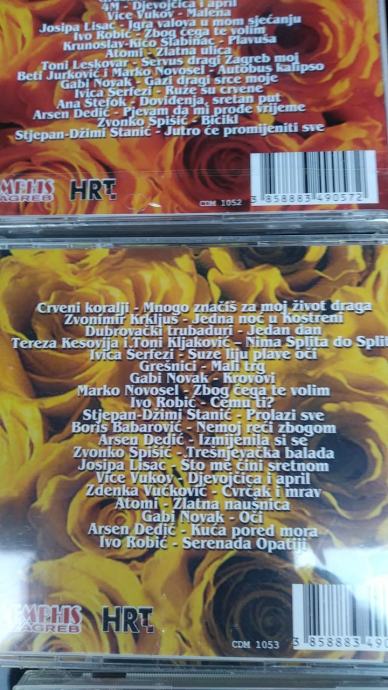 4M - Djevojčica i april
Vice Vukov - Malena
Josipa Lisac - Igra valova u mom sjećanju
Ivo Robić - Zbog čega te volim
Krunoslav-Kićo Slabinac - Plavuša
Atomi - Zlatna ulica
Toni Leskovar - Servus dragi Zagreb moj
Beti Jurković i Marko Novosel - Autobus kalipso
Gabi Novak - Gazi dragi srce moje
Ivica Šerfezi - Ruže su crvene
Ana Štefok - Doviđenja, sretan put
Arsen Dedić - Pjevam da mi prođe vrijeme
Zvonko Špišić - Bicikl
Stjepan-Džimi Stanić - Jutro će promijeniti sve
MPHIS
AGREB
HRT.
CDM 1052
3 858883 490572
Crveni koralji - Mnogo značiš za moj život draga
Zvonimir Krkljuš - Jedna noć u Kostreni
Dubrovački trubaduri - Jedan dan
Tereza Kesovija i Toni Kljaković – Nima Splita do Split
Ivica Šerfezi - Suze liju plave oči
Grešnici - Mali trg
Gabi Novak - Krovovi
Marko Novosel - Zbog čega te volim
Ivo Robić - Čemu ti?
Stjepan-Džimi Stanić - Prolazi sve
Boris Babarović - Nemoj reći zbogom
Arsen Dedić - Izmijenila si se
Zvonko Špišić - Trešnjevačka balada
Josipa Lisac - Što me čini sretnom
Vice Vukov - Djevojčica i april
Zdenka Vučković - Cvrčak i mrav
Atomi - Zlatna naušnica
Gabi Novak - Oči
Arsen Dedić - Kuća pored mora
Ivo Robić - Serenada Opatiji
EMPHIS
ZAGREB
HRT.
CDM 1053
3 858883 490